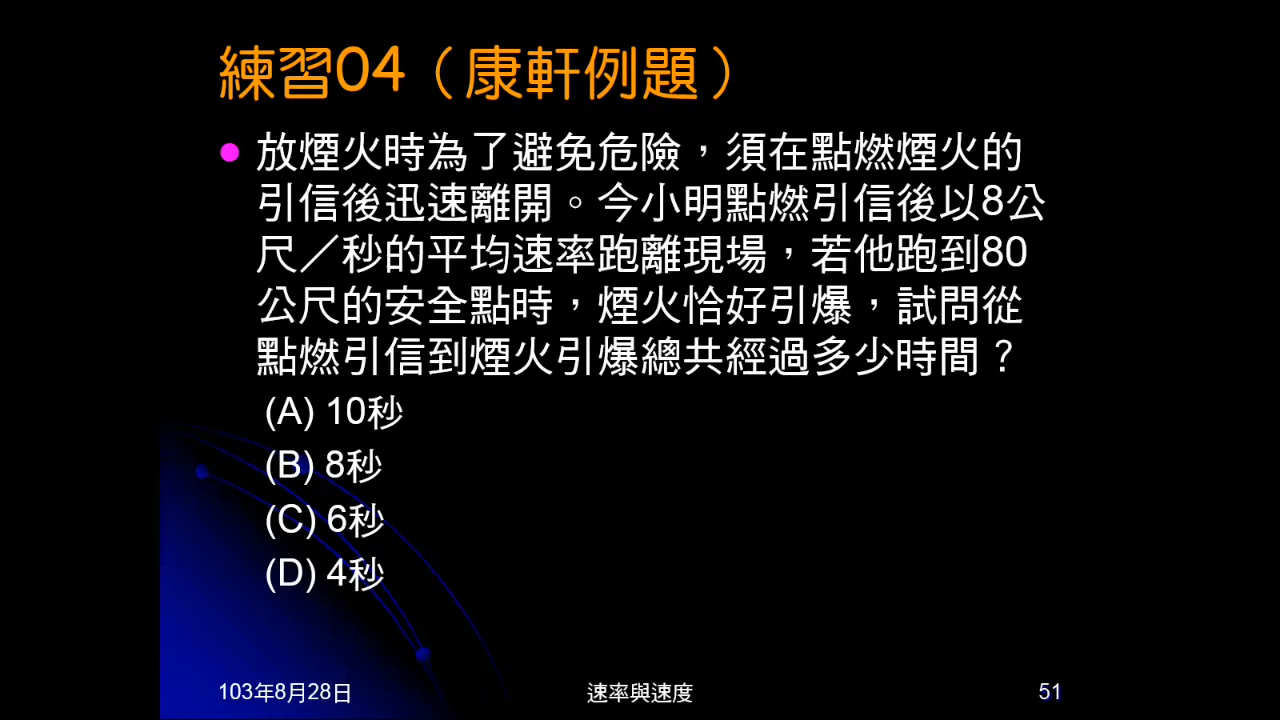 練習04（康軒例題）
放煙火時為了避免危險，須在點燃煙火的
引信後迅速離開。今小明點燃引信後以8公
尺／秒的平均速率跑離現場，若他跑到80
公尺的安全點時，煙火恰好引爆，試問從
點燃引信到煙火引爆總共經過多少時間？
(A) 10秒
(B) 8秒
(C) 6秒
(D) 4秒
103年8月28日
速率與速度
51